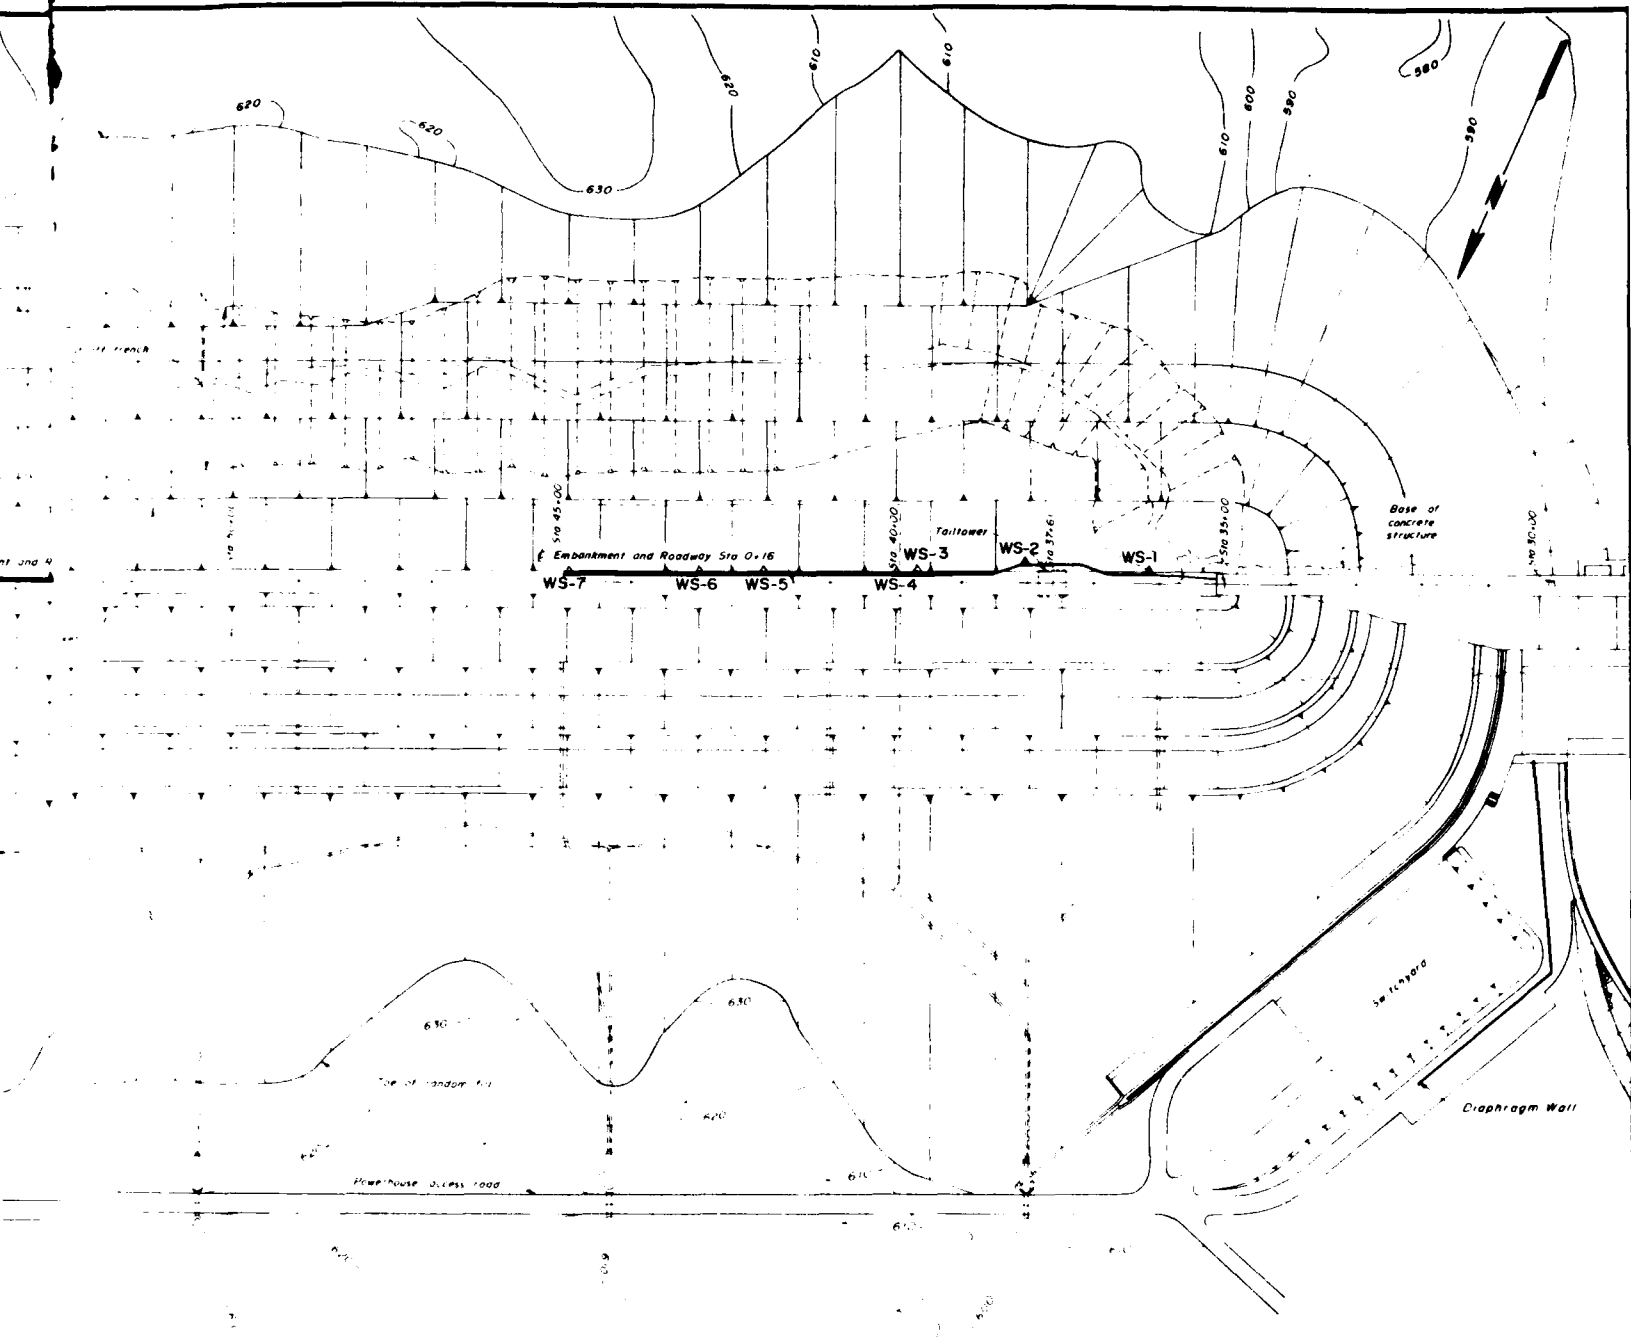 610
610
620
580
600
590
590
620
620
610
630
trench
Sta 45+00
Sta 40+00
Tailtower
Sta 37+61
Sta 35+00
Base of
concrete
structure
Sta 30+00
℄ Embankment and Roadway Sta 0+16
WS-3
WS-2
WS-1
WS-7
WS-6
WS-5
WS-4
Switchyard
630
630
Toe of random fill
620
Diaphragm Wall
610
Powerhouse access road
610
600